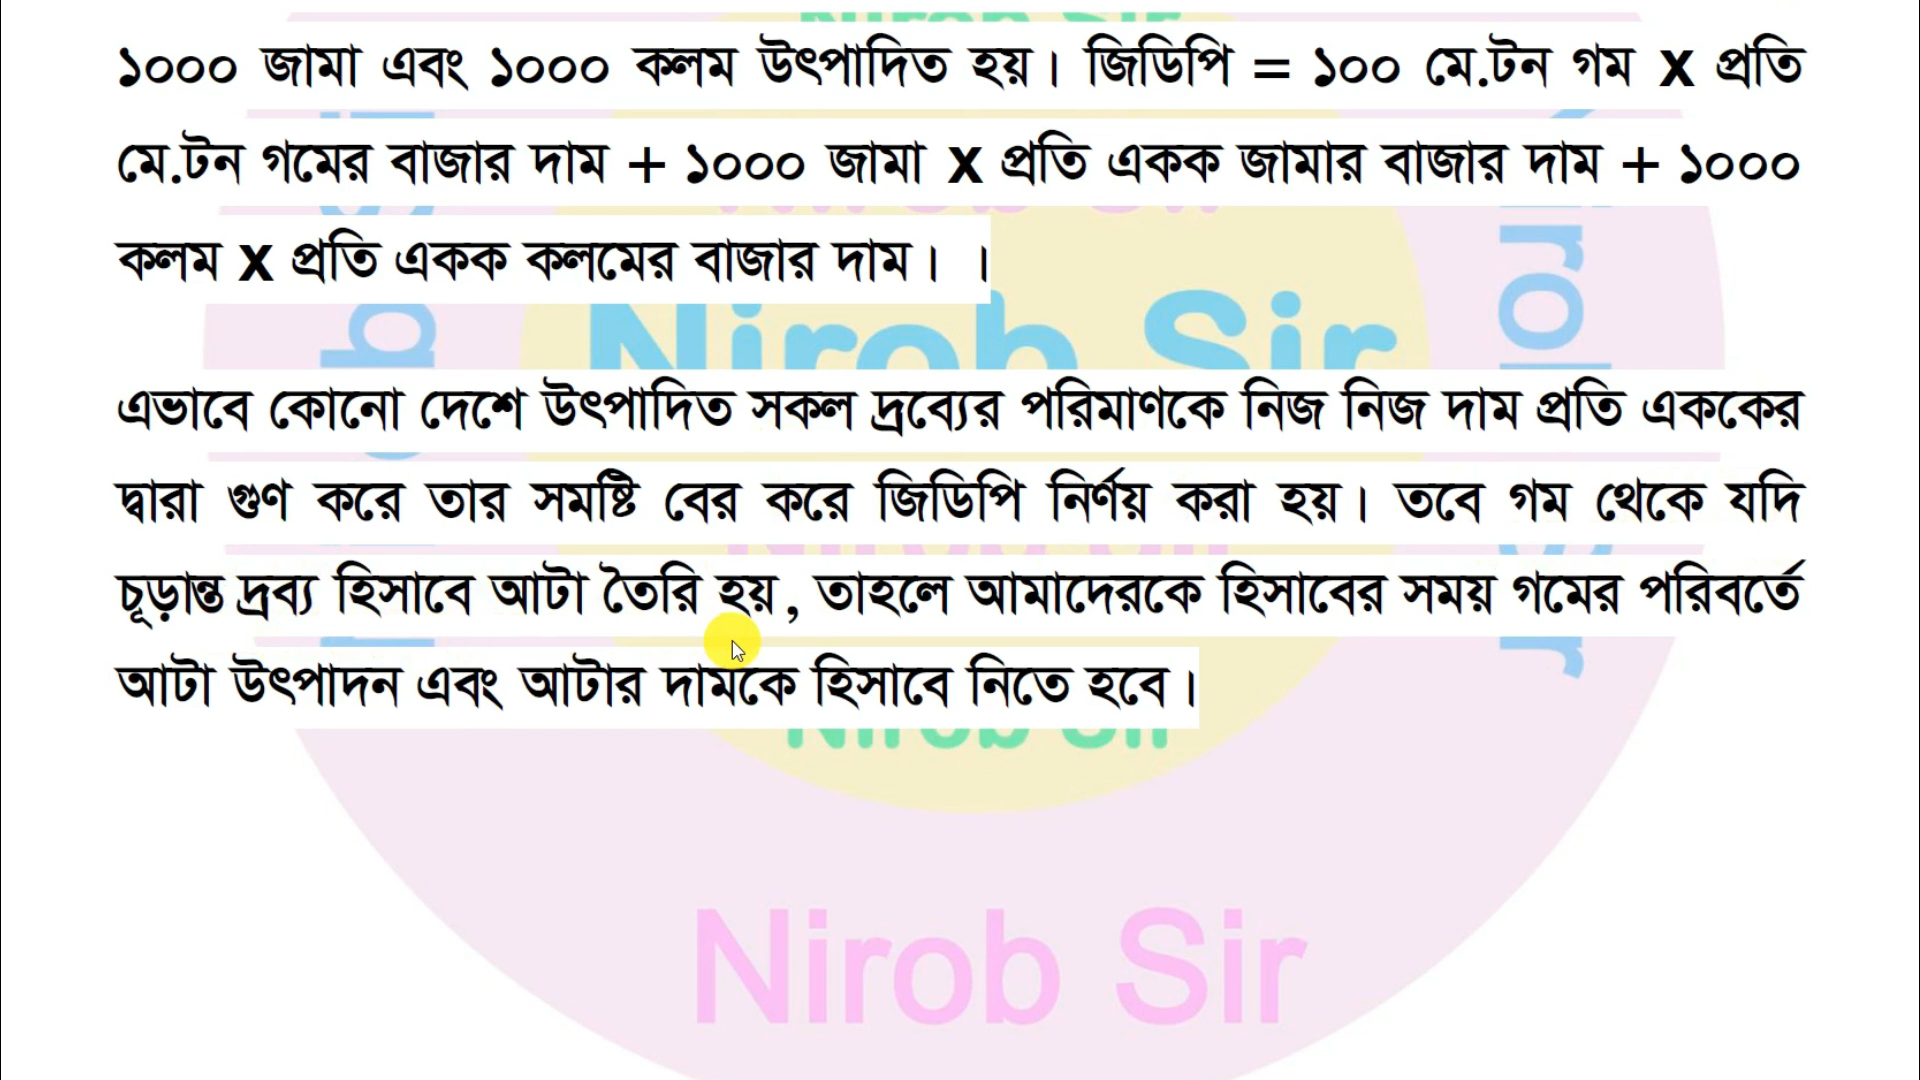 ১০০০ জামা এবং ১০০০ কলম উৎপাদিত হয়। জিডিপি = ১০০ মে.টন গম x প্রতি
মে.টন গমের বাজার দাম + ১০০০ জামা x প্রতি একক জামার বাজার দাম + ১০০০
কলম x প্রতি একক কলমের বাজার দাম। ।
Nirob Sir
এভাবে কোনো দেশে উৎপাদিত সকল দ্রব্যের পরিমাণকে নিজ নিজ দাম প্রতি এককের
দ্বারা গুণ করে তার সমষ্টি বের করে জিডিপি নির্ণয় করা হয়। তবে গম থেকে যদি
চূড়ান্ত দ্রব্য হিসাবে আটা তৈরি হয়, তাহলে আমাদেরকে হিসাবের সময় গমের পরিবর্তে
আটা উৎপাদন এবং আটার দামকে হিসাবে নিতে হবে।
Nirob Sir
Nirob Sir